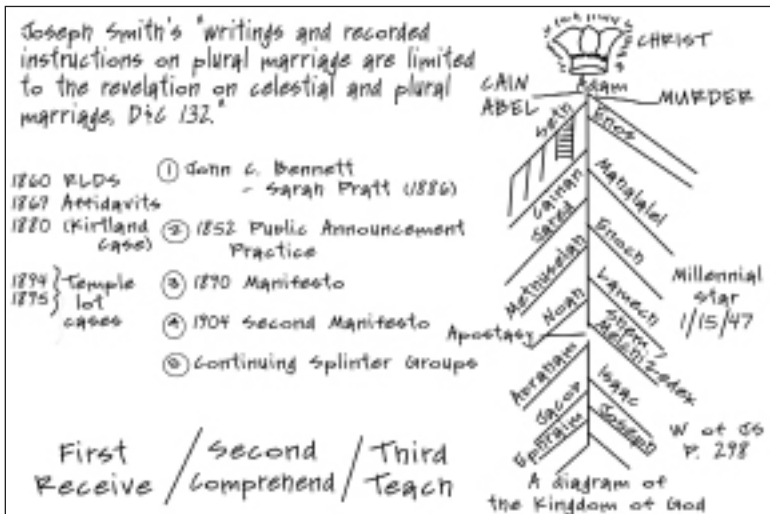 Joseph Smith's "writings and recorded
instructions on plural marriage are limited
to the revelation on celestial and plural
marriage, D&C 132."
1860 RLDS
1869 Affidavits
1880 (Kirtland
case)
1894 } Temple
1895 } lot
cases
① John C. Bennett
- Sarah Pratt (1886)
② 1852 Public Announcement
Practice
③ 1890 Manifesto
④ 1904 Second Manifesto
⑤ Continuing Splinter Groups
First
Receive
/ Second
Comprehend
/ Third
Teach
CHRIST
Adam
CAIN
ABEL
MURDER
Seth
Enos
Cainan
Mahalalel
Jared
Enoch
Methuselah
Lamech
Noah
Shem,
Melchizedek
Apostasy
Abraham
Isaac
Jacob
Joseph
Ephraim
Millennial
Star
1/15/47
W of JS
P. 298
A diagram of
the Kingdom of God